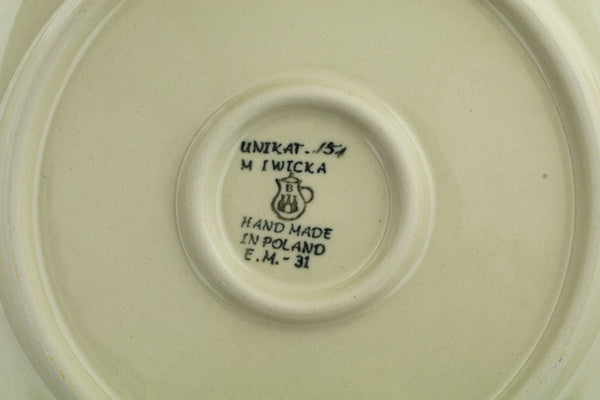 UNIKAT - 151
M IWICKA
B
HAND MADE
IN POLAND
E.M. - 31